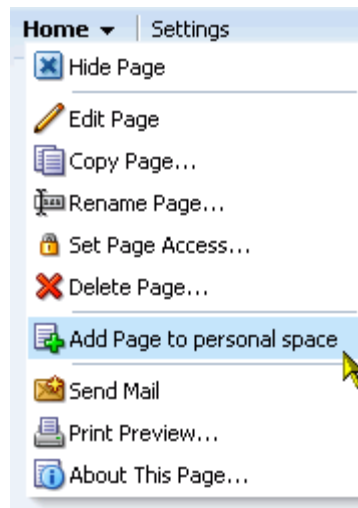 Home Settings
Hide Page
Edit Page
Copy Page...
Rename Page...
Set Page Access...
Delete Page...
Add Page to personal space
Send Mail
Print Preview...
About This Page...